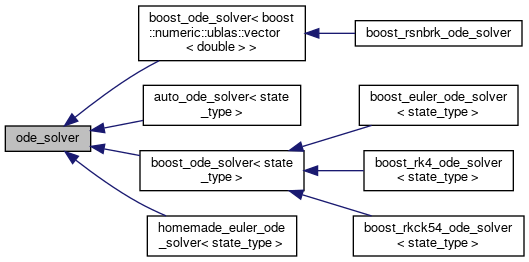 boost_ode_solver< boost
::numeric::ublas::vector
< double > >
boost_rsnbrk_ode_solver
auto_ode_solver< state
_type >
boost_euler_ode_solver
< state_type >
ode_solver
boost_ode_solver< state
_type >
boost_rk4_ode_solver
< state_type >
homemade_euler_ode
_solver< state_type >
boost_rkck54_ode_solver
< state_type >